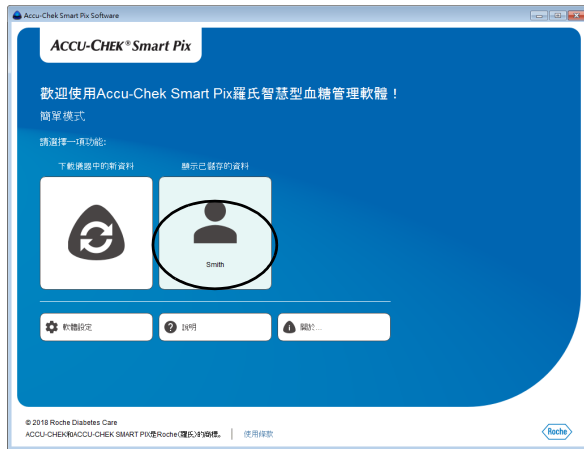 Accu-Chek Smart Pix Software
ACCU-CHEK® Smart Pix
歡迎使用Accu-Chek Smart Pix羅氏智慧型血糖管理軟體！
簡單模式
請選擇一項功能:
下載儀器中的新資料
顯示已儲存的資料
Smith
軟體設定
說明
關於...
© 2018 Roche Diabetes Care
ACCU-CHEK和ACCU-CHEK SMART PIX是Roche(羅氏)的商標。
使用條款
Roche